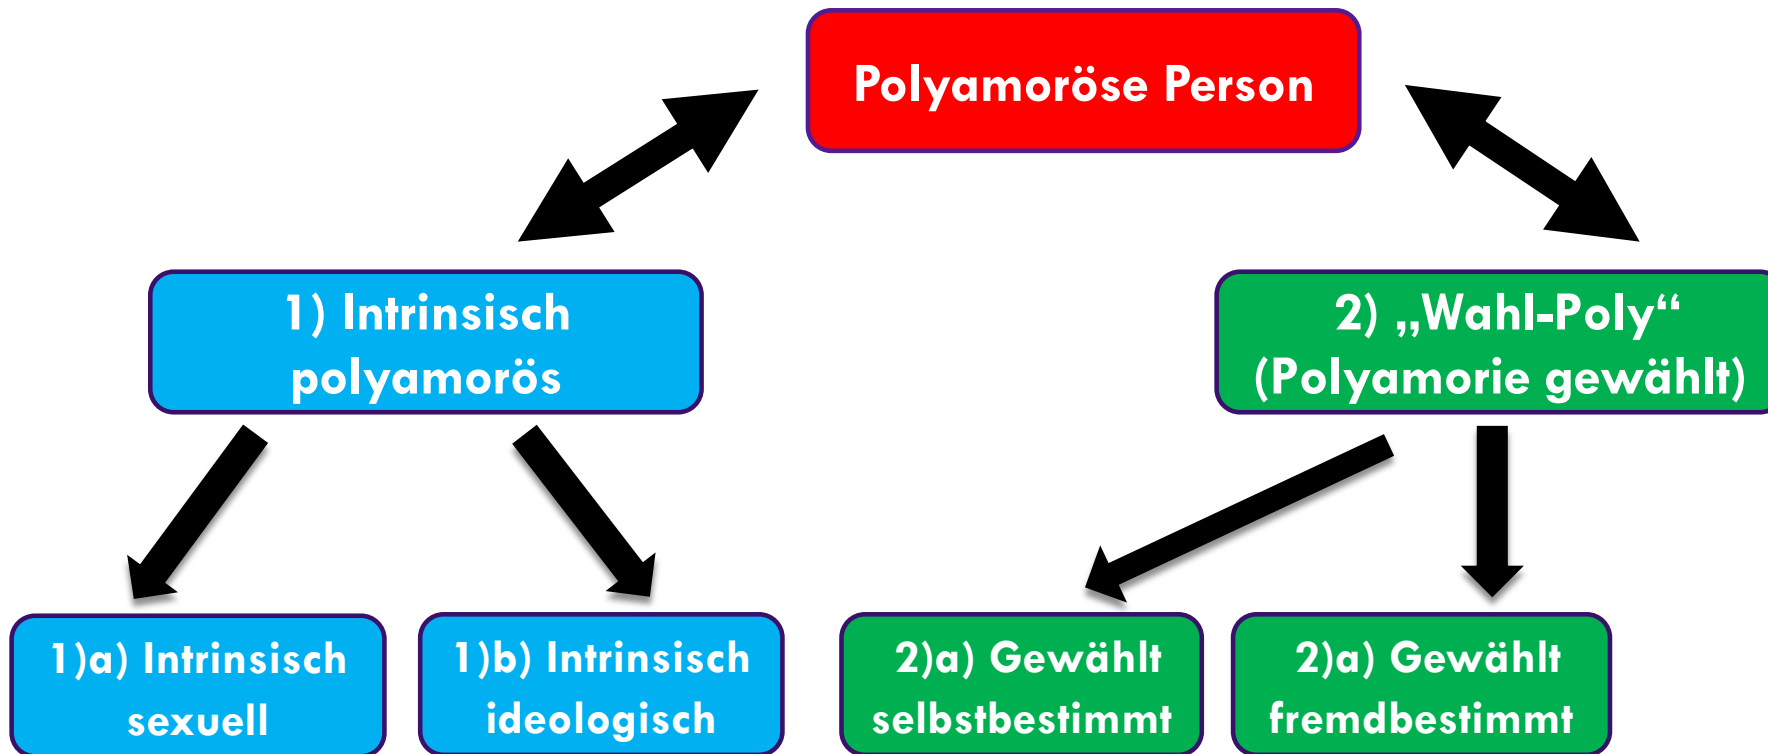 Polyamoröse Person
1) Intrinsisch
polyamorös
2) „Wahl-Poly“
(Polyamorie gewählt)
1)a) Intrinsisch
sexuell
1)b) Intrinsisch
ideologisch
2)a) Gewählt
selbstbestimmt
2)a) Gewählt
fremdbestimmt